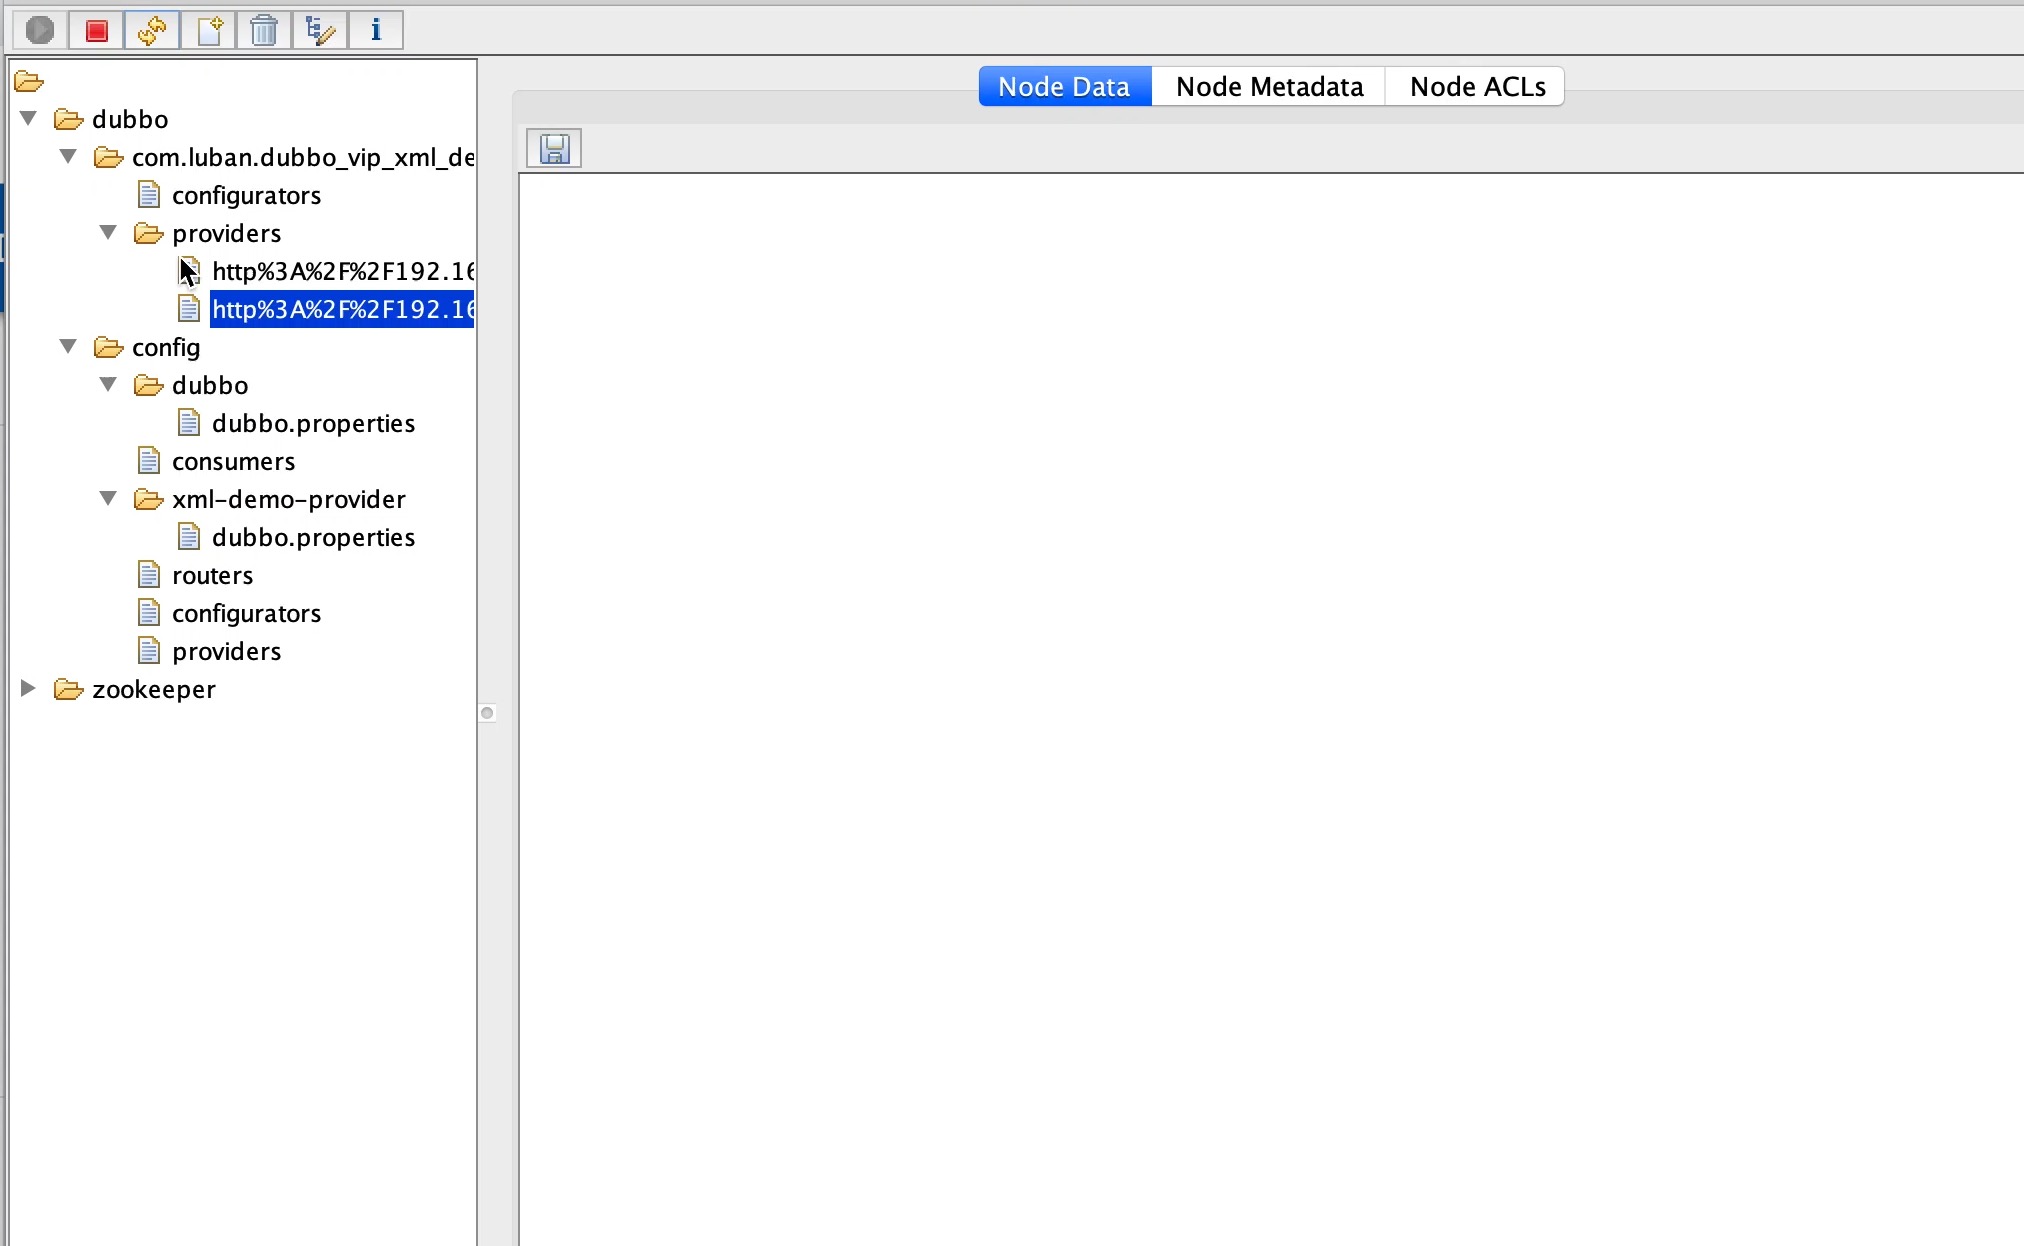 Node Data
Node Metadata
Node ACLs
dubbo
com.luban.dubbo_vip_xml_de
configurators
providers
http%3A%2F%2F192.16
http%3A%2F%2F192.16
config
dubbo
dubbo.properties
consumers
xml-demo-provider
dubbo.properties
routers
configurators
providers
zookeeper